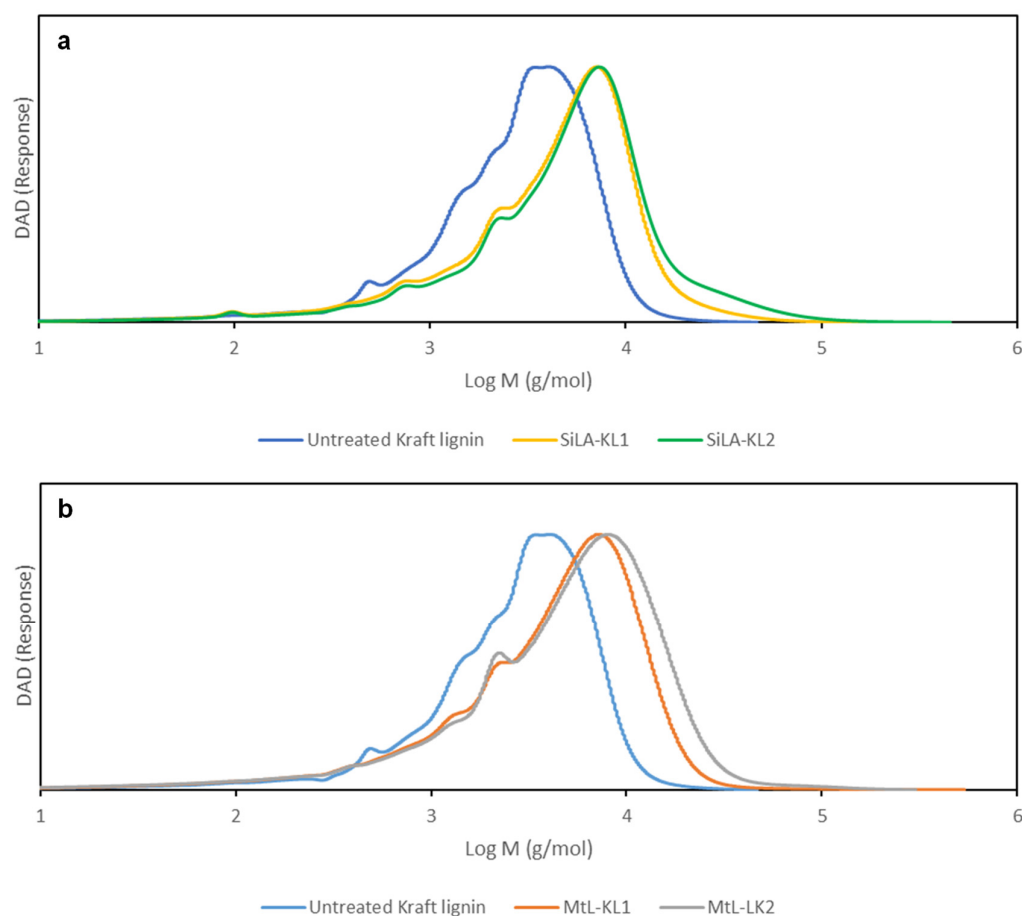 a
DAD (Response)
1 2 3 4 5 6
Log M (g/mol)
Untreated Kraft lignin SiLA-KL1 SiLA-KL2
b
DAD (Response)
1 2 3 4 5 6
Log M (g/mol)
Untreated Kraft lignin MtL-KL1 MtL-LK2